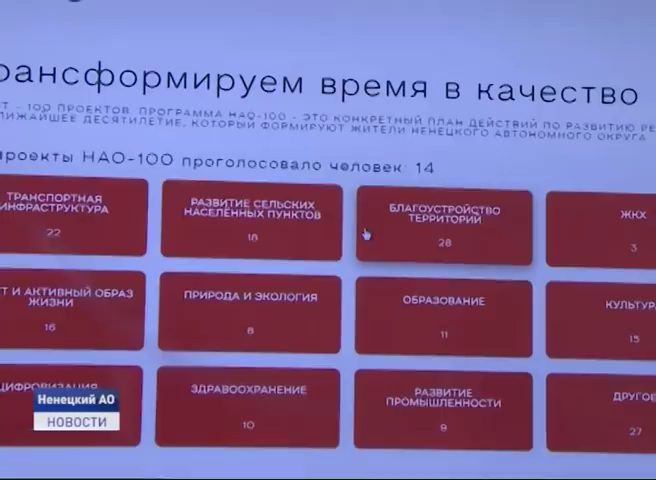 рансформируем время в качество
Т - 100 ПРОЕКТОВ. ПРОГРАММА НАО-100 - ЭТО КОНКРЕТНЫЙ ПЛАН ДЕЙСТВИЙ ПО РАЗВИТИЮ РЕ
ЛИЖАЙШЕЕ ДЕСЯТИЛЕТИЕ, КОТОРЫЙ ФОРМИРУЮТ ЖИТЕЛИ НЕНЕЦКОГО АВТОНОМНОГО ОКРУГА
проекты НАО-100 проголосовало человек: 14
ТРАНСПОРТНАЯ
ИНФРАСТРУКТУРА
22
РАЗВИТИЕ СЕЛЬСКИХ
НАСЕЛЕННЫХ ПУНКТОВ
18
БЛАГОУСТРОЙСТВО
ТЕРРИТОРИЙ
28
ЖКХ
3
Т И АКТИВНЫЙ ОБРАЗ
ЖИЗНИ
16
ПРИРОДА И ЭКОЛОГИЯ
8
ОБРАЗОВАНИЕ
11
КУЛЬТУР
15
ЦИФРОВИЗАЦИЯ
ЗДРАВООХРАНЕНИЕ
10
РАЗВИТИЕ
ПРОМЫШЛЕННОСТИ
9
ДРУГОЕ
27
Ненецкий АО
НОВОСТИ